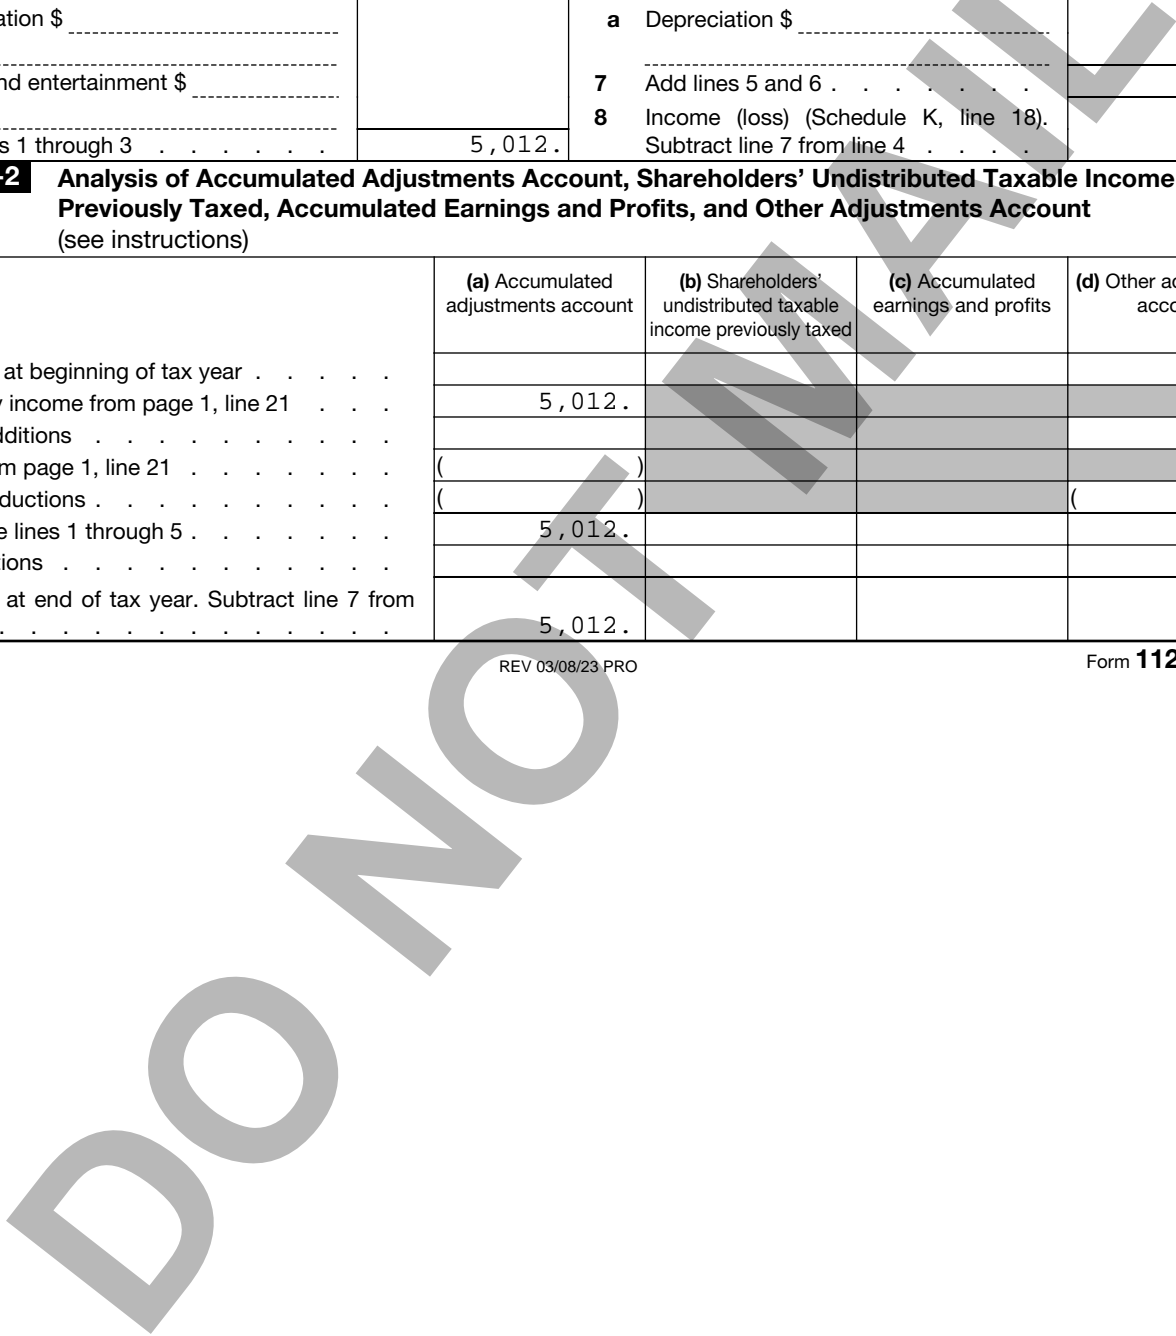 ation $
a Depreciation $
nd entertainment $
7 Add lines 5 and 6 . . . . . . .
8 Income (loss) (Schedule K, line 18).
s 1 through 3 . . . . . . 5,012.
Subtract line 7 from line 4 . . . .
-2 Analysis of Accumulated Adjustments Account, Shareholders’ Undistributed Taxable Income
Previously Taxed, Accumulated Earnings and Profits, and Other Adjustments Account
(see instructions)
(a) Accumulated
adjustments account
(b) Shareholders’
undistributed taxable
income previously taxed
(c) Accumulated
earnings and profits
(d) Other ad
acco
at beginning of tax year . . . . .
y income from page 1, line 21 . . . 5,012.
dditions . . . . . . . . . .
m page 1, line 21 . . . . . . . ( )
ductions . . . . . . . . . . ( ) (
e lines 1 through 5 . . . . . . . 5,012.
tions . . . . . . . . . . .
at end of tax year. Subtract line 7 from
. . . . . . . . . . . . . 5,012.
REV 03/08/23 PRO
Form 112
DO NOT MAIL